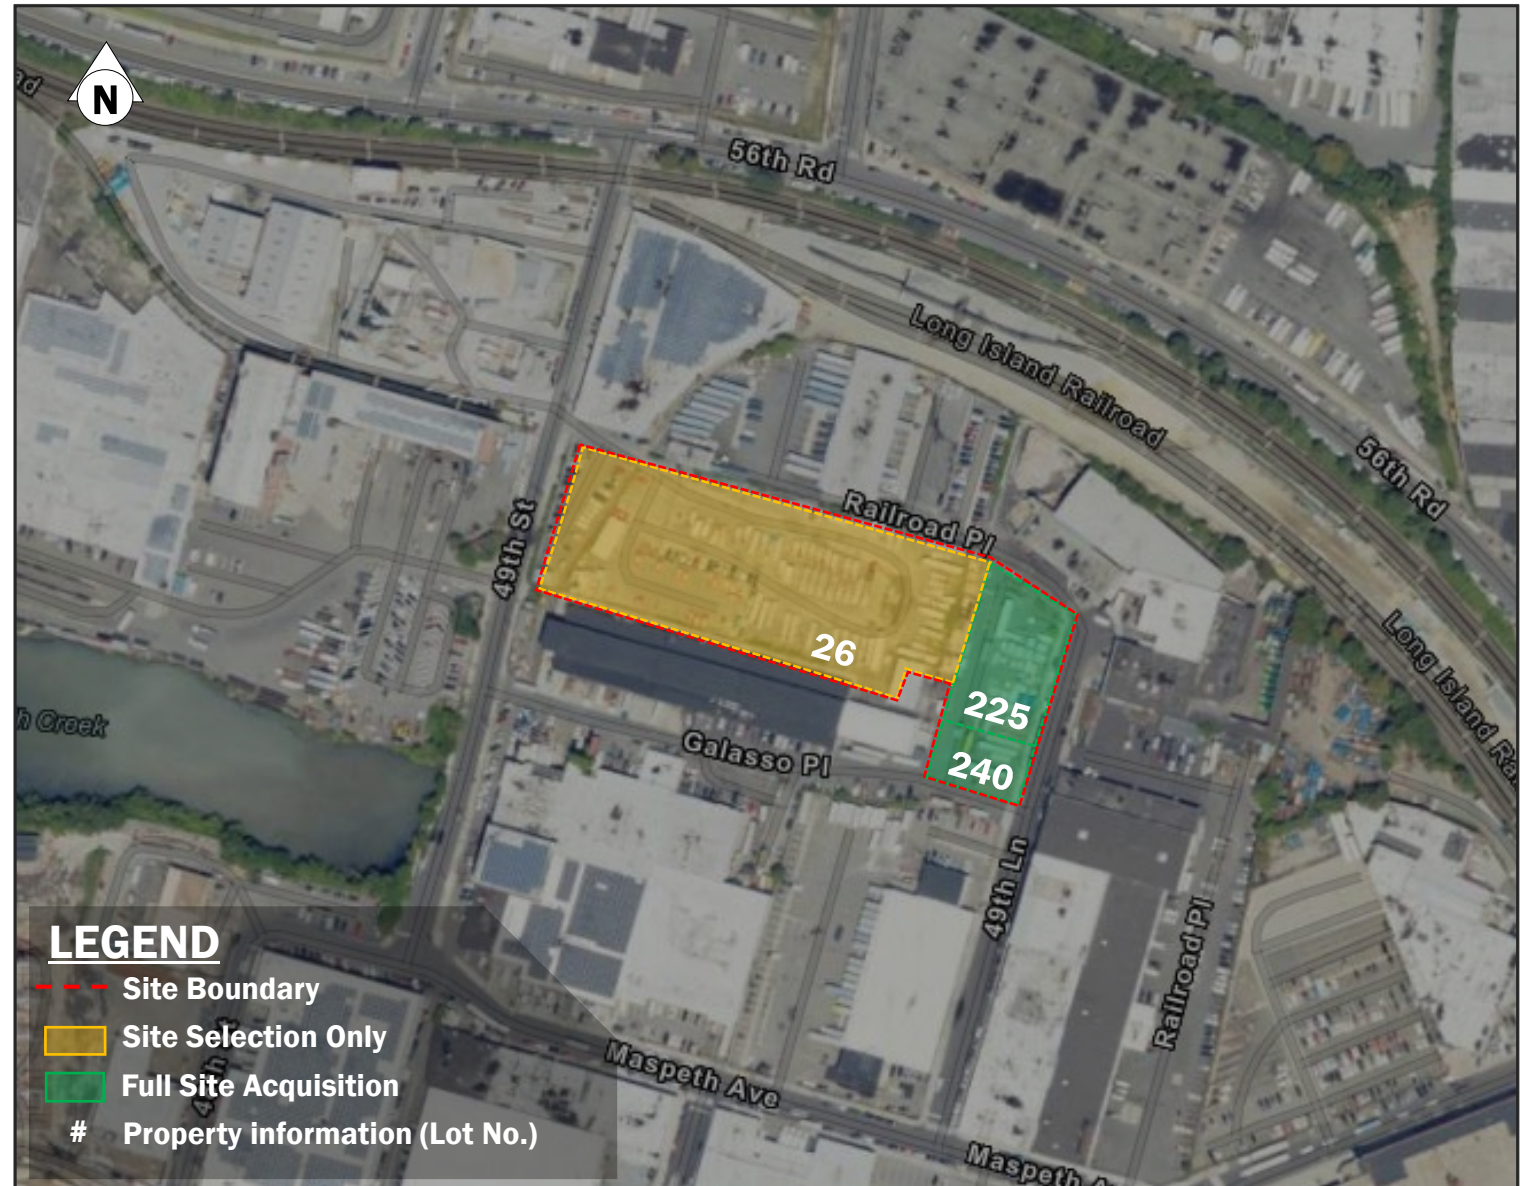 ad
N
56th Rd
Long Island Railroad
56th Rd
49th St
Railroad Pl
26
225
240
Long Island Ra
h Creek
Galasso Pl
49th Ln
Railroad Pl
LEGEND
Site Boundary
Site Selection Only
Full Site Acquisition
# Property information (Lot No.)
Maspeth Ave
Maspeth A